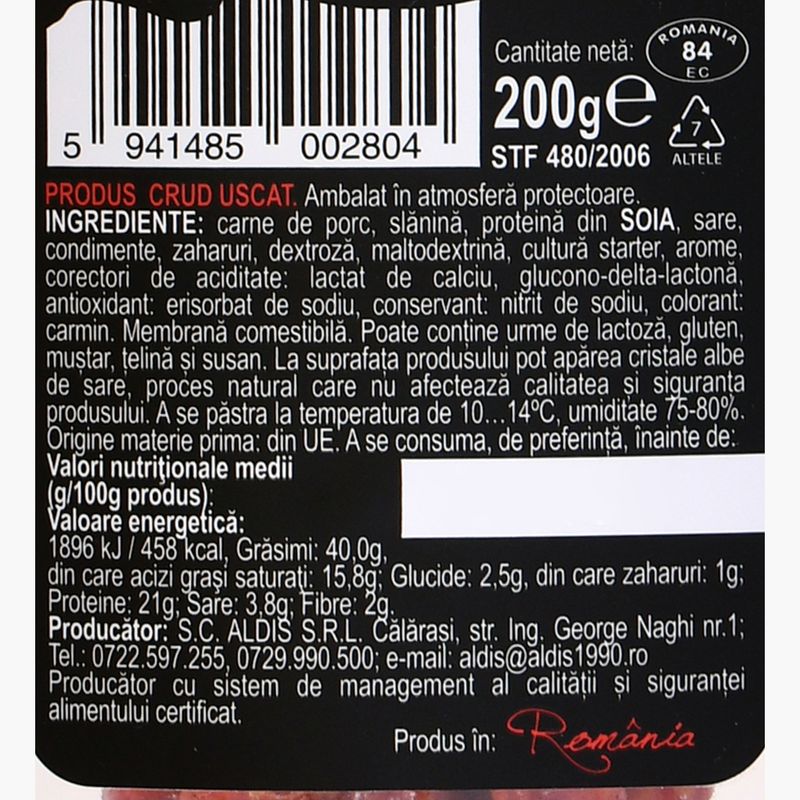 5 941485 002804
Cantitate netă:
200g℮
STF 480/2006
ROMANIA
84
EC
7
ALTELE
PRODUS CRUD USCAT. Ambalat în atmosferă protectoare.
INGREDIENTE: carne de porc, slănină, proteină din SOIA, sare,
condimente, zaharuri, dextroză, maltodextrină, cultură starter, arome,
corectori de aciditate: lactat de calciu, glucono-delta-lactonă,
antioxidant: erisorbat de sodiu, conservant: nitrit de sodiu, colorant:
carmin. Membrană comestibilă. Poate conține urme de lactoză, gluten,
muștar, țelină și susan. La suprafața produsului pot apărea cristale albe
de sare, proces natural care nu afectează calitatea și siguranța
produsului. A se păstra la temperatura de 10...14ºC, umiditate 75-80%.
Origine materie prima: din UE. A se consuma, de preferință, înainte de:
Valori nutriţionale medii
(g/100g produs):
Valoare energetică:
1896 kJ / 458 kcal, Grăsimi: 40,0g,
din care acizi graşi saturaţi: 15,8g; Glucide: 2,5g, din care zaharuri: 1g;
Proteine: 21g; Sare: 3,8g; Fibre: 2g.
Producător: S.C. ALDIS S.R.L. Călărași, str. Ing. George Naghi nr.1;
Tel.: 0722.597.255, 0729.990.500; e-mail: aldis@aldis1990.ro
Producător cu sistem de management al calității și siguranței
alimentului certificat.
Produs în: România